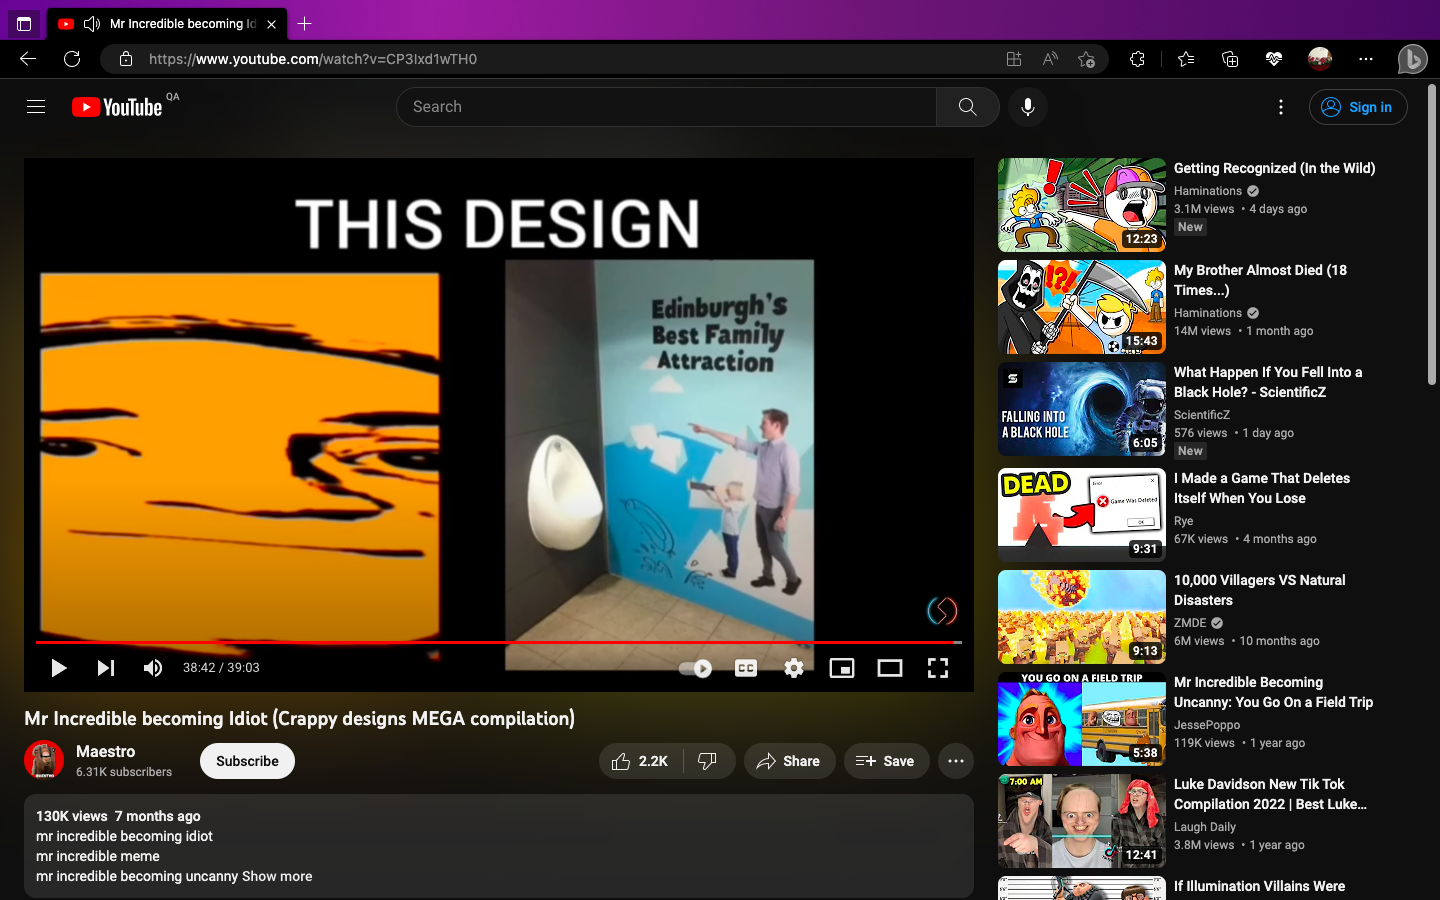 Mr Incredible becoming Id
https://www.youtube.com/watch?v=CP3Ixd1wTH0
YouTube QA
Search
Sign in
THIS DESIGN
Edinburgh's
Best Family
Attraction
38:42 / 39:03
CC
Mr Incredible becoming Idiot (Crappy designs MEGA compilation)
Maestro
6.31K subscribers
Subscribe
2.2K
Share
Save
130K views 7 months ago
mr incredible becoming idiot
mr incredible meme
mr incredible becoming uncanny Show more
12:23
Getting Recognized (In the Wild)
Haminations
3.1M views • 4 days ago
New
!?!
15:43
My Brother Almost Died (18
Times...)
Haminations
14M views • 1 month ago
FALLING INTO
A BLACK HOLE
6:05
What Happen If You Fell Into a
Black Hole? - ScientificZ
ScientificZ
576 views • 1 day ago
New
DEAD
Error
Game Was Deleted
OK
9:31
I Made a Game That Deletes
Itself When You Lose
Rye
67K views • 4 months ago
9:13
10,000 Villagers VS Natural
Disasters
ZMDE
6M views • 10 months ago
YOU GO ON A FIELD TRIP
5:38
Mr Incredible Becoming
Uncanny: You Go On a Field Trip
JessePoppo
119K views • 1 year ago
7:00 AM
12:41
Luke Davidson New Tik Tok
Compilation 2022 | Best Luke...
Laugh Daily
3.8M views • 1 year ago
If Illumination Villains Were